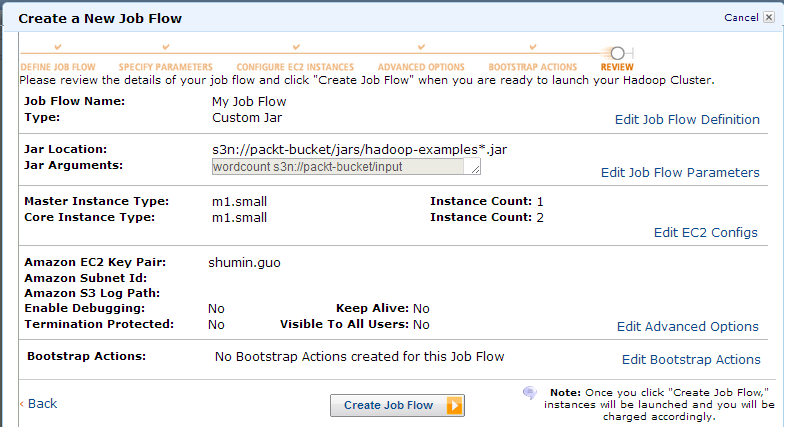 Create a New Job Flow Cancel
DEFINE JOB FLOW SPECIFY PARAMETERS CONFIGURE EC2 INSTANCES ADVANCED OPTIONS BOOTSTRAP ACTIONS REVIEW
Please review the details of your job flow and click "Create Job Flow" when you are ready to launch your Hadoop Cluster.
Job Flow Name: My Job Flow
Type: Custom Jar
Edit Job Flow Definition
Jar Location: s3n://packt-bucket/jars/hadoop-examples*.jar
Jar Arguments: wordcount s3n://packt-bucket/input
Edit Job Flow Parameters
Master Instance Type: m1.small Instance Count: 1
Core Instance Type: m1.small Instance Count: 2
Edit EC2 Configs
Amazon EC2 Key Pair: shumin.guo
Amazon Subnet Id:
Amazon S3 Log Path:
Enable Debugging: No Keep Alive: No
Termination Protected: No Visible To All Users: No
Edit Advanced Options
Bootstrap Actions: No Bootstrap Actions created for this Job Flow
Edit Bootstrap Actions
‹ Back
Create Job Flow
Note: Once you click "Create Job Flow,"
instances will be launched and you will be
charged accordingly.